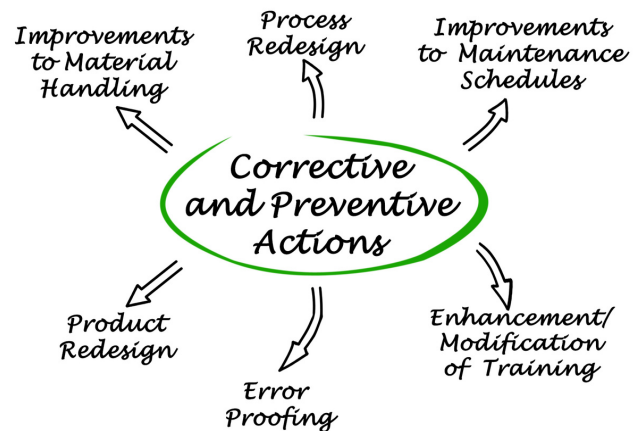 Improvements
to Material
Handling
Process
Redesign
Improvements
to Maintenance
Schedules
Corrective
and Preventive
Actions
Product
Redesign
Error
Proofing
Enhancement/
Modification
of Training